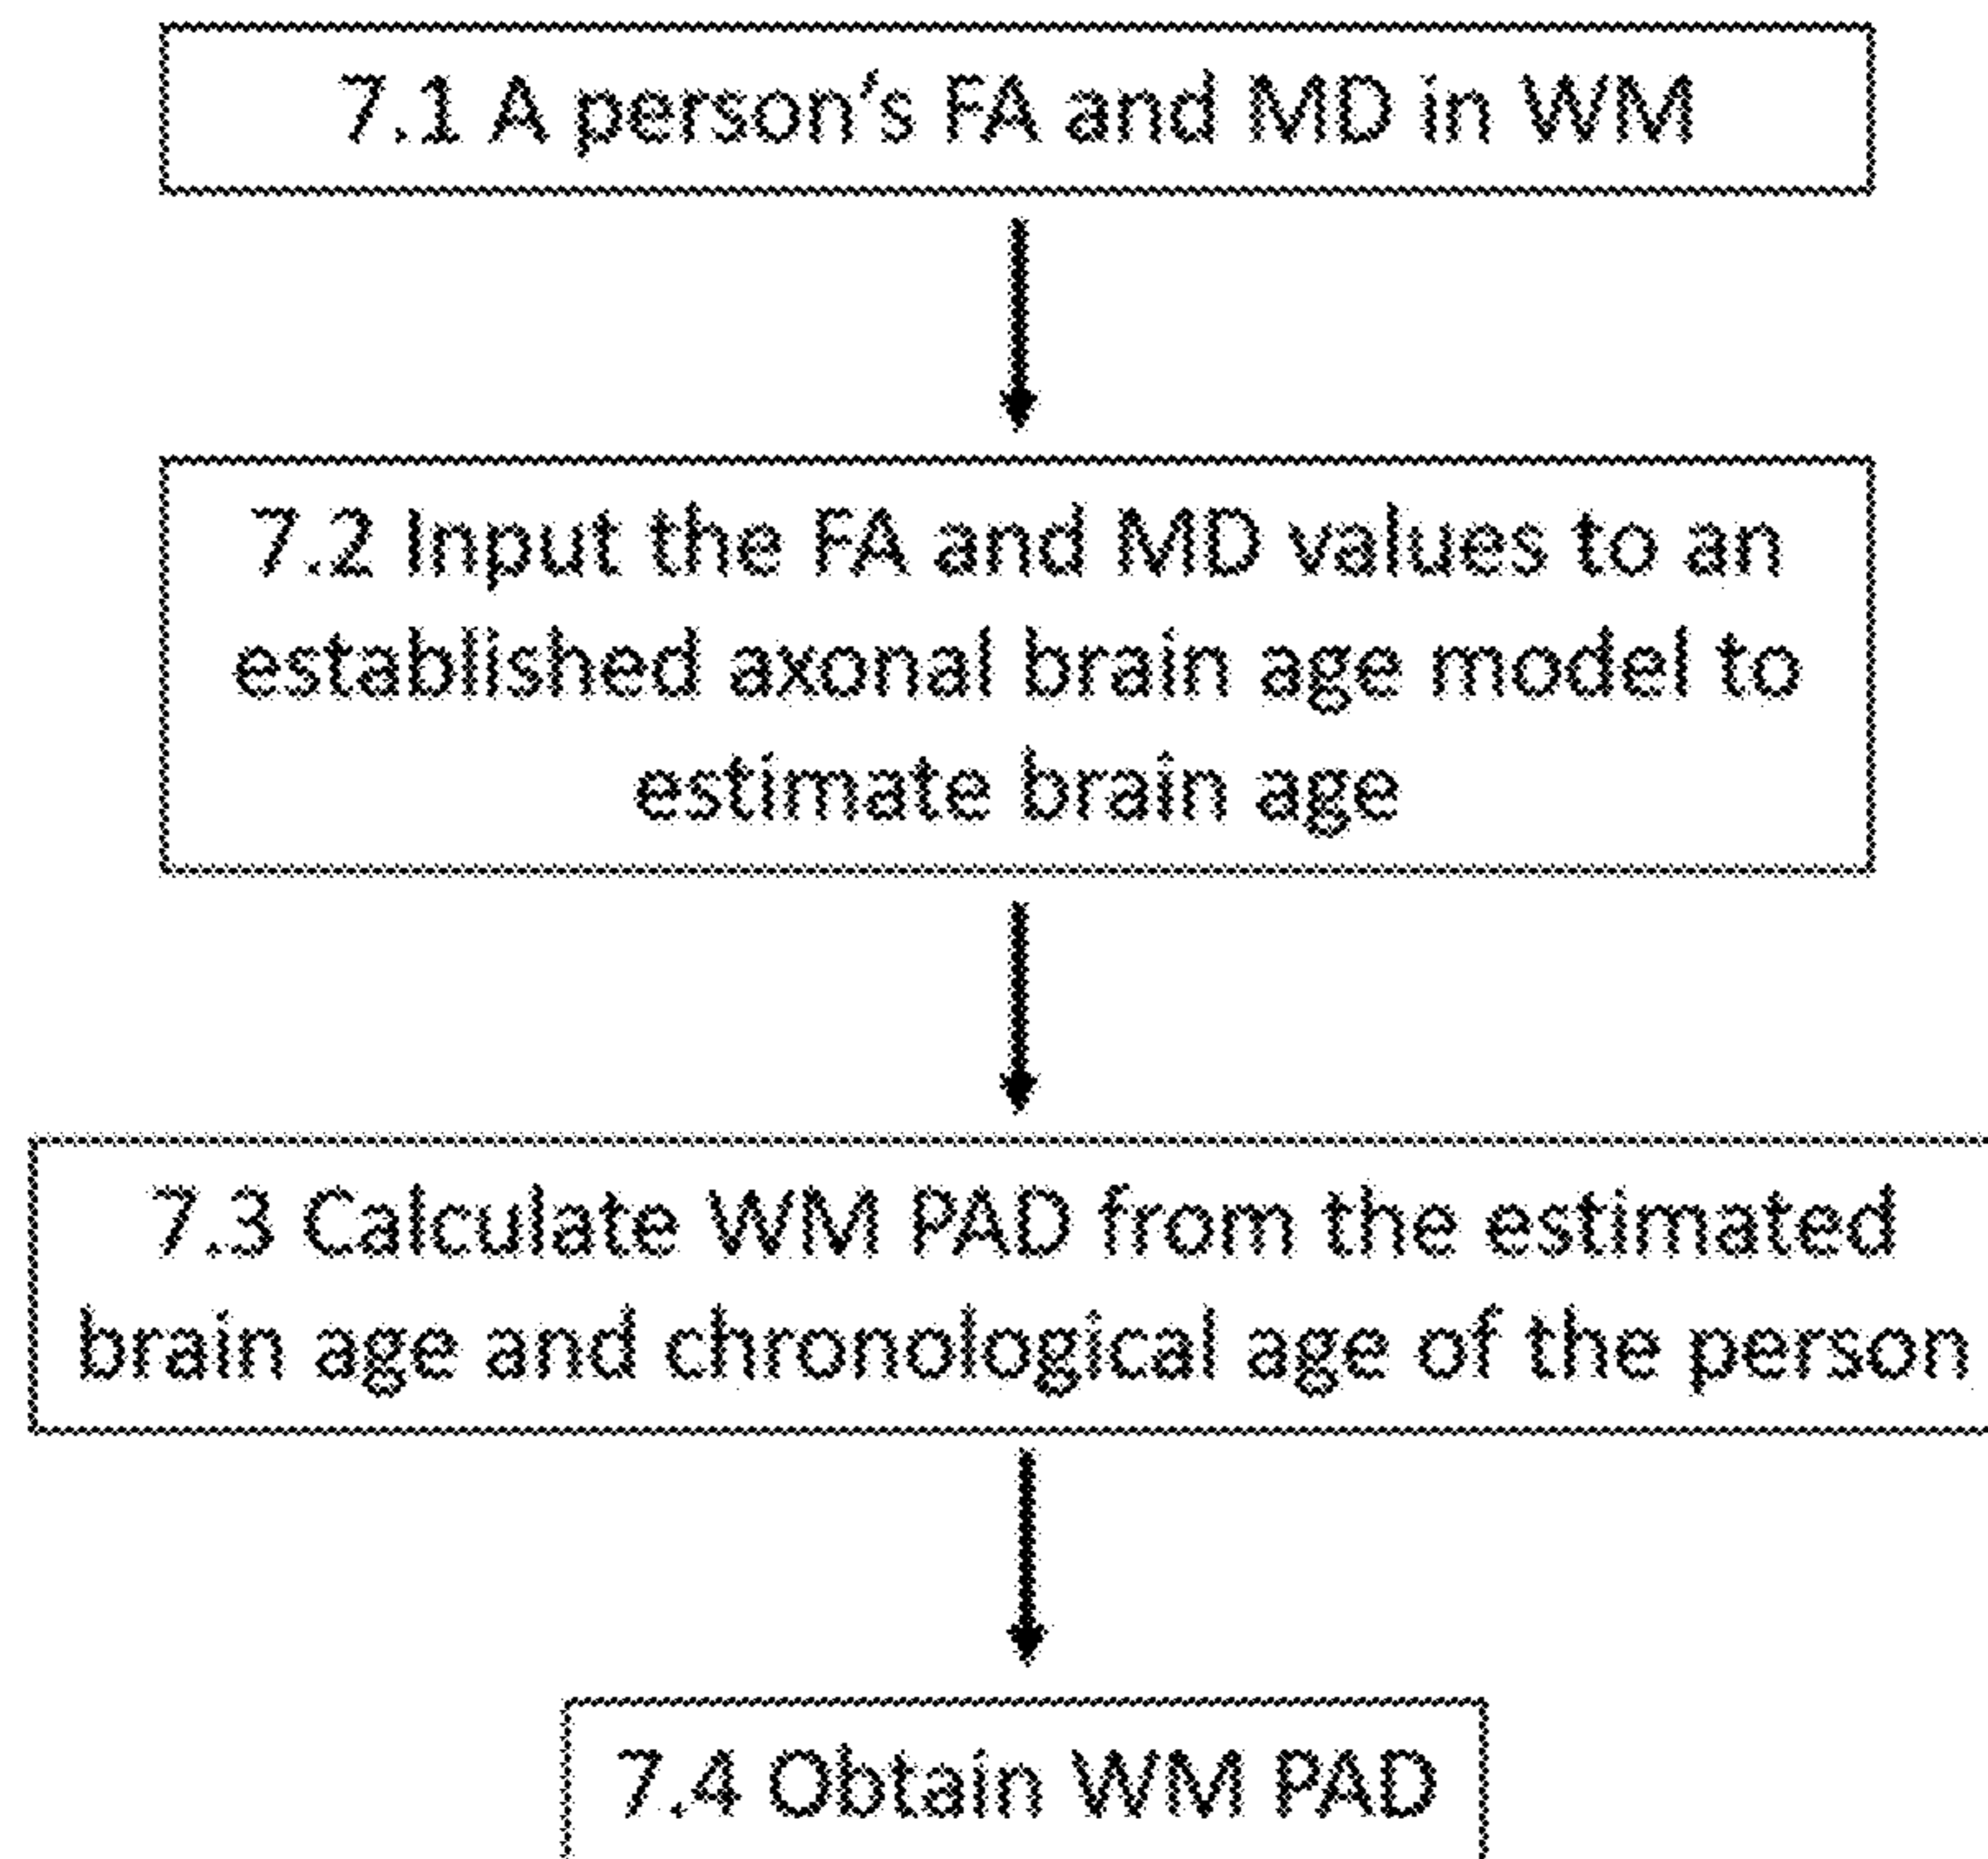 7.1 A person's FA and MD in WM
7.2 Input the FA and MD values to an
established axonal brain age model to
estimate brain age
7.3 Calculate WM PAD from the estimated
brain age and chronological age of the person
7.4 Obtain WM PAD